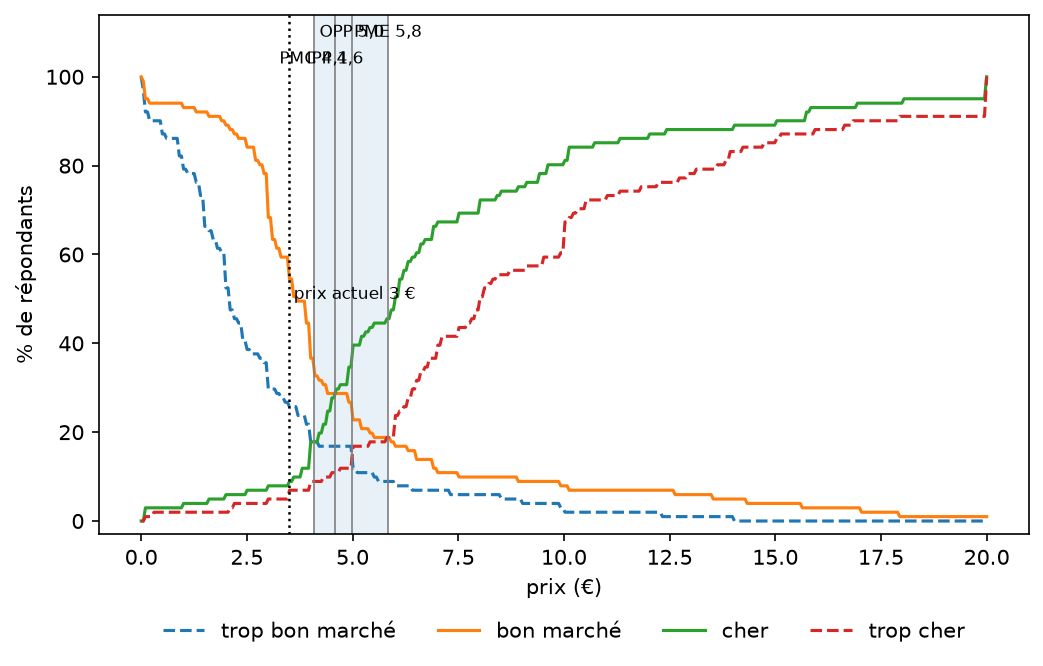 OPP 5,0 PME 5,8
PMC 4,1 IPP 4,6
100
80
60
40
20
0
% de répondants
prix actuel 3 €
0.0 2.5 5.0 7.5 10.0 12.5 15.0 17.5 20.0
prix (€)
trop bon marché bon marché cher trop cher